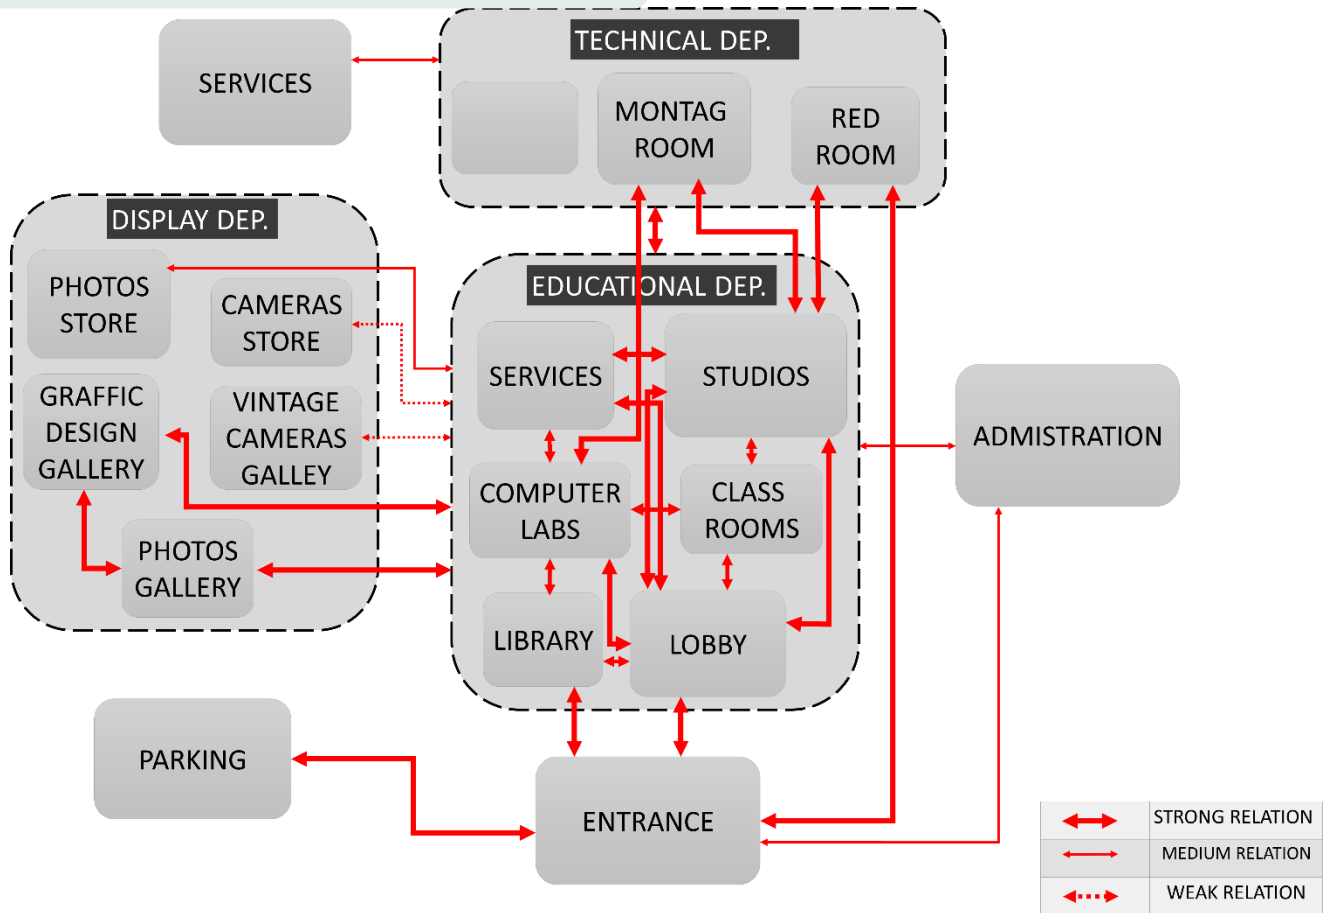 TECHNICAL DEP.
SERVICES
MONTAG
ROOM
RED
ROOM
DISPLAY DEP.
PHOTOS
STORE
CAMERAS
STORE
GRAFFIC
DESIGN
GALLERY
VINTAGE
CAMERAS
GALLEY
PHOTOS
GALLERY
EDUCATIONAL DEP.
SERVICES
STUDIOS
COMPUTER
LABS
CLASS
ROOMS
LIBRARY
LOBBY
ADMISTRATION
PARKING
ENTRANCE
STRONG RELATION
MEDIUM RELATION
WEAK RELATION